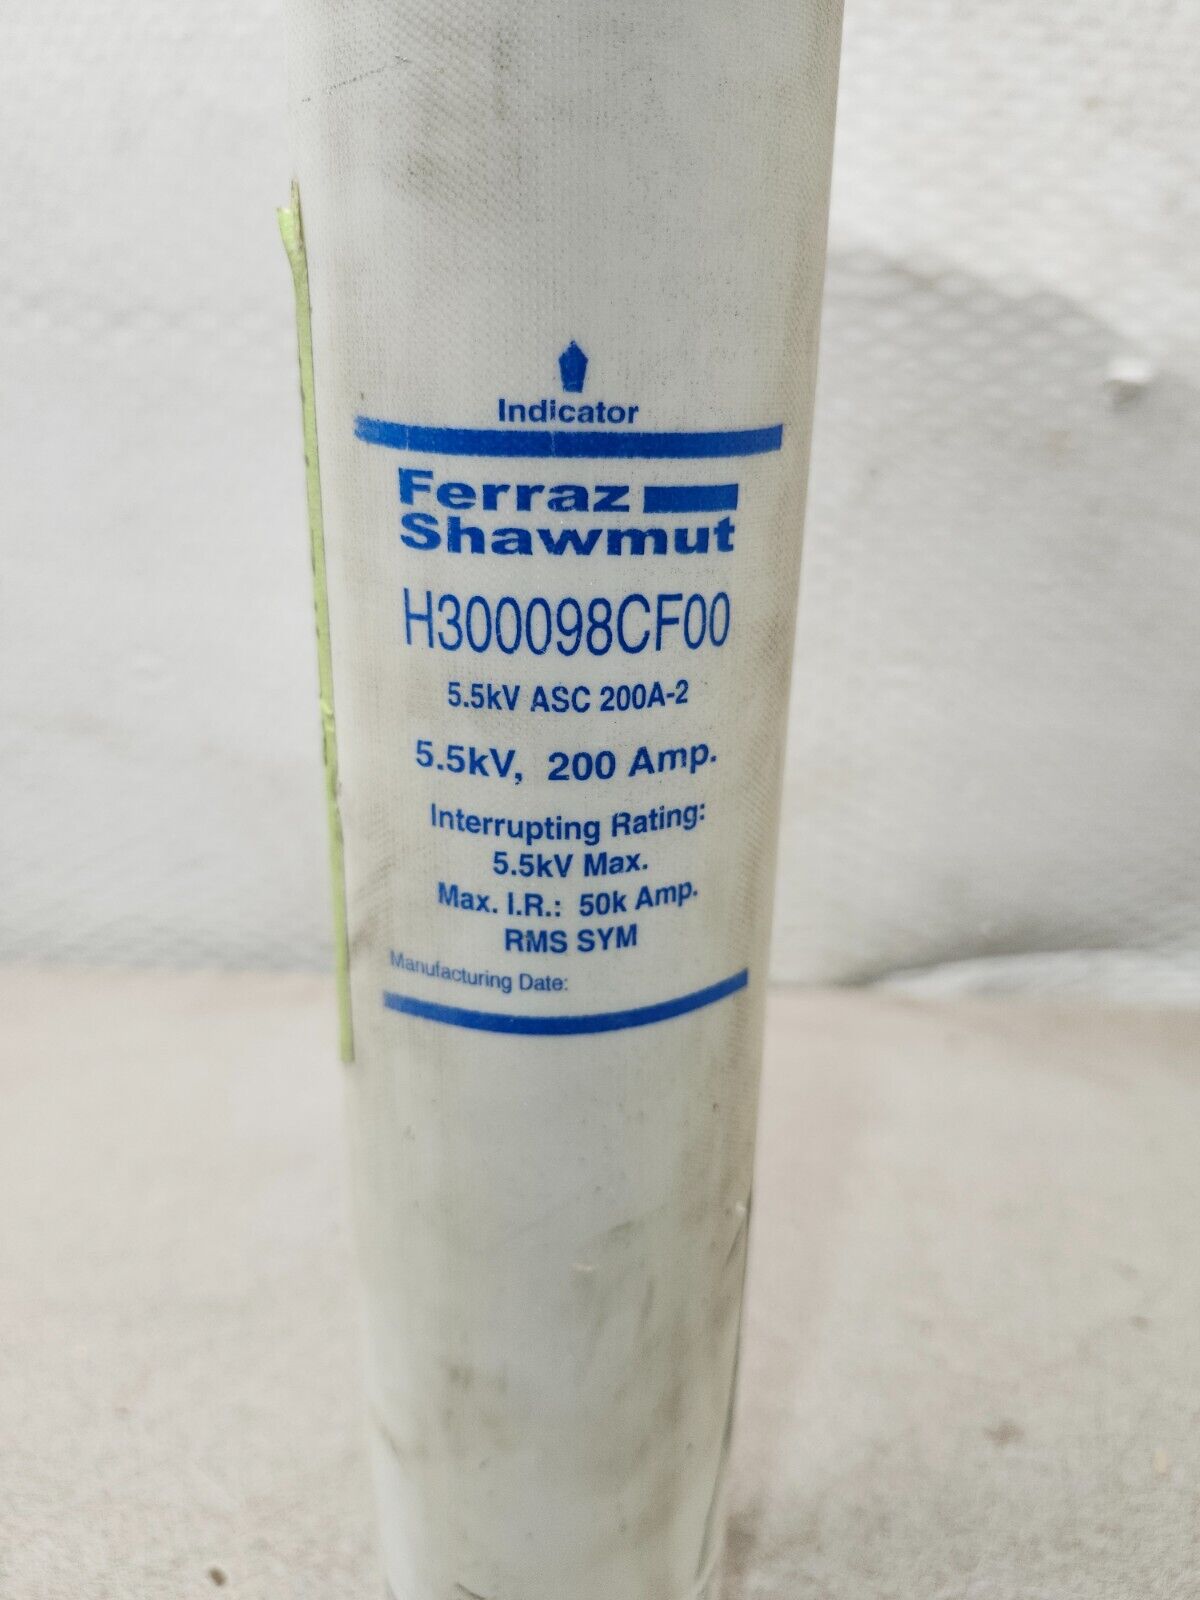 Indicator
Ferraz
Shawmut
H300098CF00
5.5kV ASC 200A-2
5.5kV, 200 Amp.
Interrupting Rating:
5.5kV Max.
Max. I.R.: 50k Amp.
RMS SYM
Manufacturing Date: